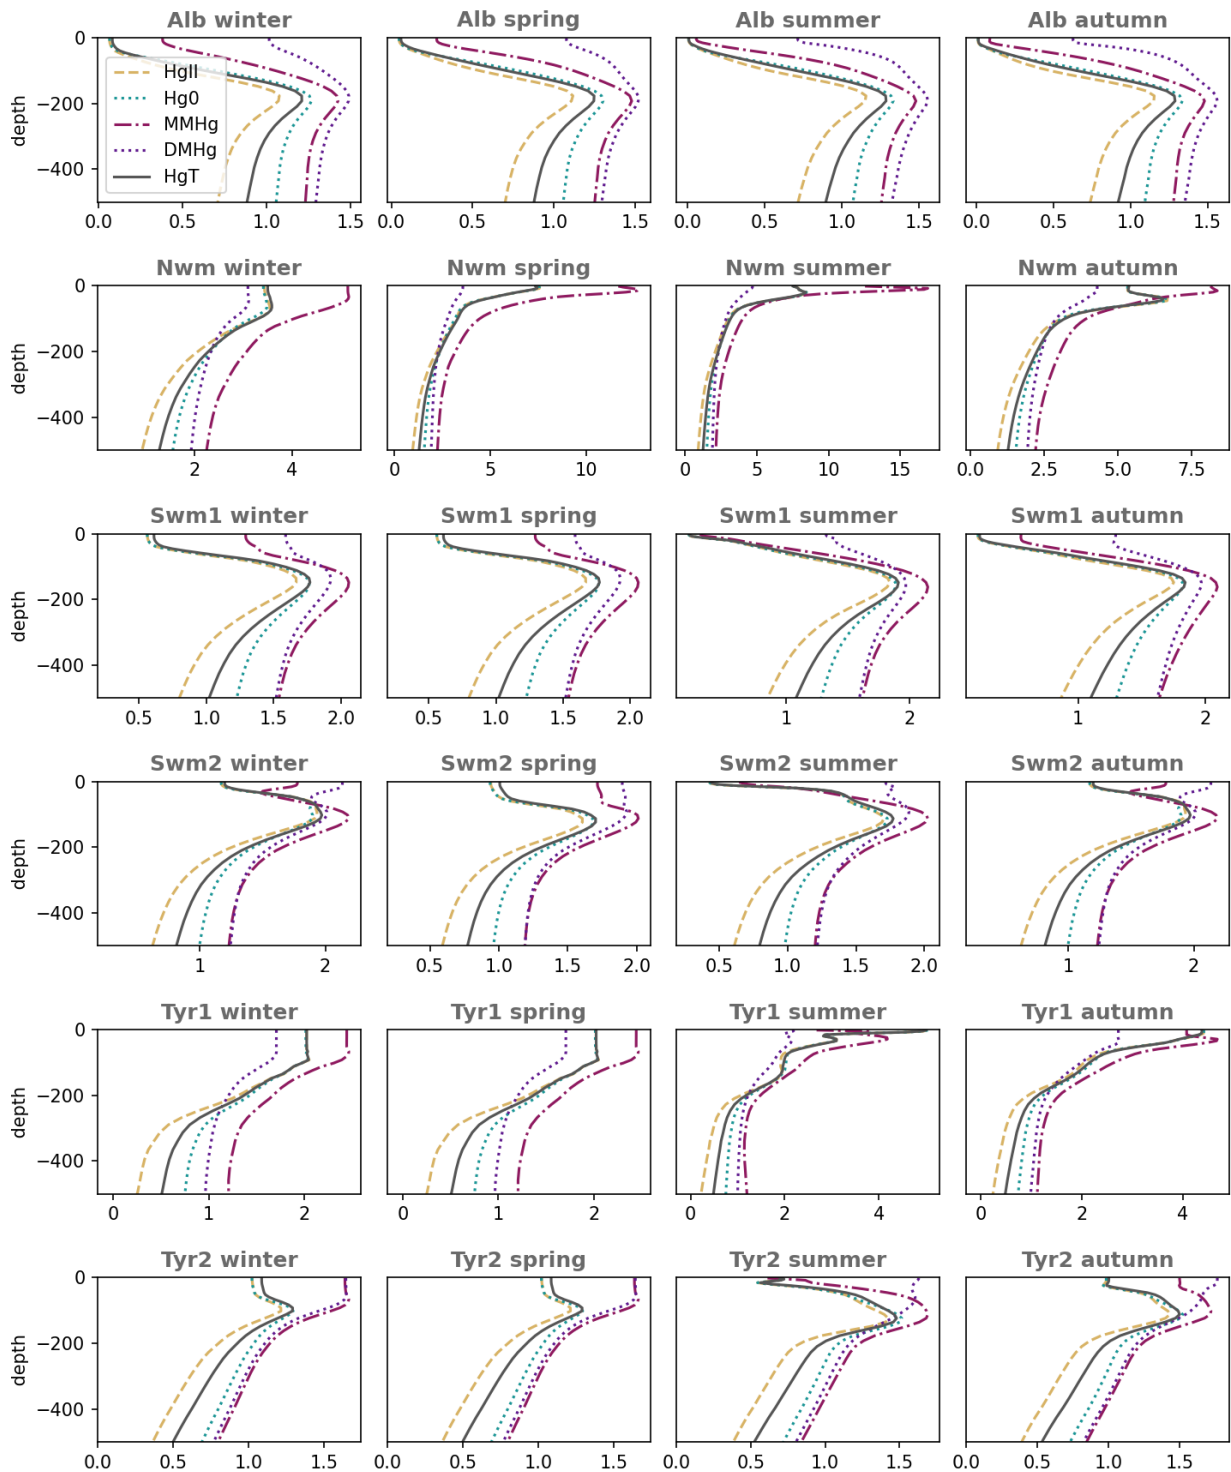 Alb winter Alb spring Alb summer Alb autumn
0
−200
−400
depth
HgII
Hg0
MMHg
DMHg
HgT
0.0 0.5 1.0 1.5 0.0 0.5 1.0 1.5 0.0 0.5 1.0 1.5 0.0 0.5 1.0 1.5
Nwm winter Nwm spring Nwm summer Nwm autumn
0
−200
−400
depth
2 4 0 5 10 0 5 10 15 0.0 2.5 5.0 7.5
Swm1 winter Swm1 spring Swm1 summer Swm1 autumn
0
−200
−400
depth
0.5 1.0 1.5 2.0 0.5 1.0 1.5 2.0 1 2 1 2
Swm2 winter Swm2 spring Swm2 summer Swm2 autumn
0
−200
−400
depth
1 2 0.5 1.0 1.5 2.0 0.5 1.0 1.5 2.0 1 2
Tyr1 winter Tyr1 spring Tyr1 summer Tyr1 autumn
0
−200
−400
depth
0 1 2 0 1 2 0 2 4 0 2 4
Tyr2 winter Tyr2 spring Tyr2 summer Tyr2 autumn
0
−200
−400
depth
0.0 0.5 1.0 1.5 0.0 0.5 1.0 1.5 0.0 0.5 1.0 1.5 0.0 0.5 1.0 1.5